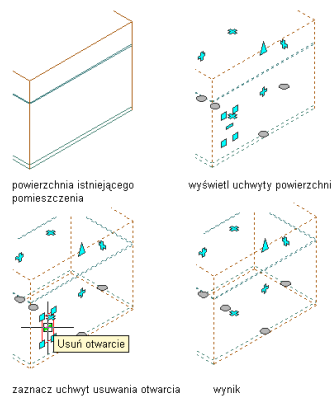 powierzchnia istniejącego
pomieszczenia
wyświetl uchwyty powierzchni
Usuń otwarcie
zaznacz uchwyt usuwania otwarcia
wynik